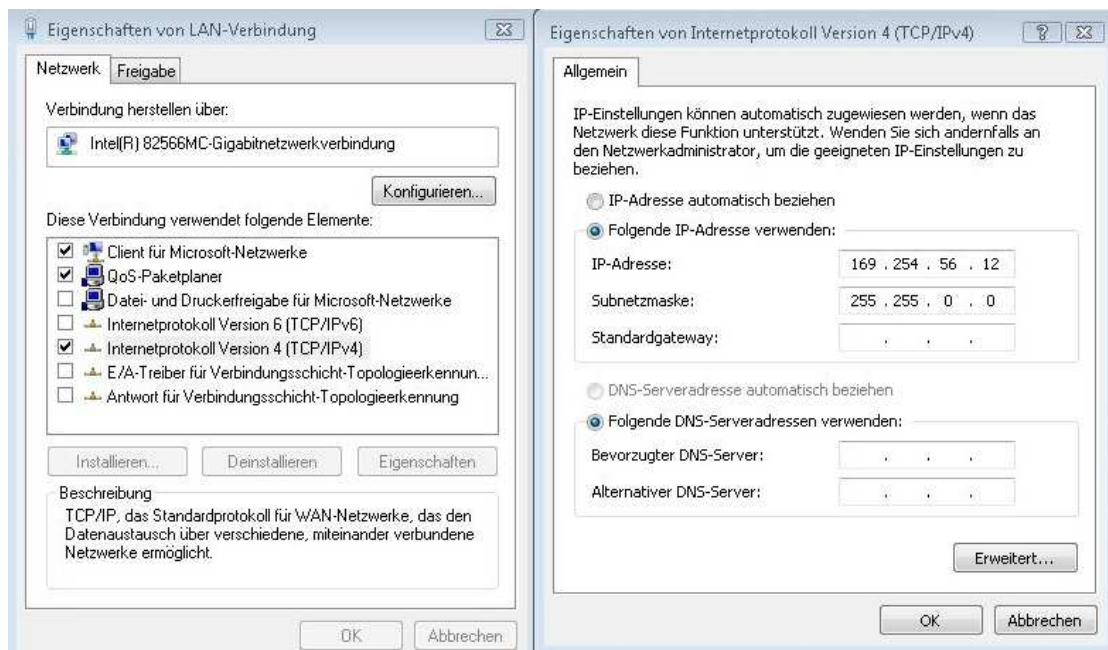 Eigenschaften von LAN-Verbindung
Netzwerk Freigabe
Verbindung herstellen über:
Intel(R) 82566MC-Gigabitnetzwerkverbindung
Konfigurieren...
Diese Verbindung verwendet folgende Elemente:
Client für Microsoft-Netzwerke
QoS-Paketplaner
Datei- und Druckerfreigabe für Microsoft-Netzwerke
Internetprotokoll Version 6 (TCP/IPv6)
Internetprotokoll Version 4 (TCP/IPv4)
E/A-Treiber für Verbindungsschicht-Topologieerkennun...
Antwort für Verbindungsschicht-Topologieerkennung
Installieren... Deinstallieren Eigenschaften
Beschreibung
TCP/IP, das Standardprotokoll für WAN-Netzwerke, das den
Datenaustausch über verschiedene, miteinander verbundene
Netzwerke ermöglicht.
OK Abbrechen
Eigenschaften von Internetprotokoll Version 4 (TCP/IPv4)
Allgemein
IP-Einstellungen können automatisch zugewiesen werden, wenn das
Netzwerk diese Funktion unterstützt. Wenden Sie sich andernfalls an
den Netzwerkadministrator, um die geeigneten IP-Einstellungen zu
beziehen.
IP-Adresse automatisch beziehen
Folgende IP-Adresse verwenden:
IP-Adresse: 169 . 254 . 56 . 12
Subnetzmaske: 255 . 255 . 0 . 0
Standardgateway: . . .
DNS-Serveradresse automatisch beziehen
Folgende DNS-Serveradressen verwenden:
Bevorzugter DNS-Server: . . .
Alternativer DNS-Server: . . .
Erweitert...
OK Abbrechen